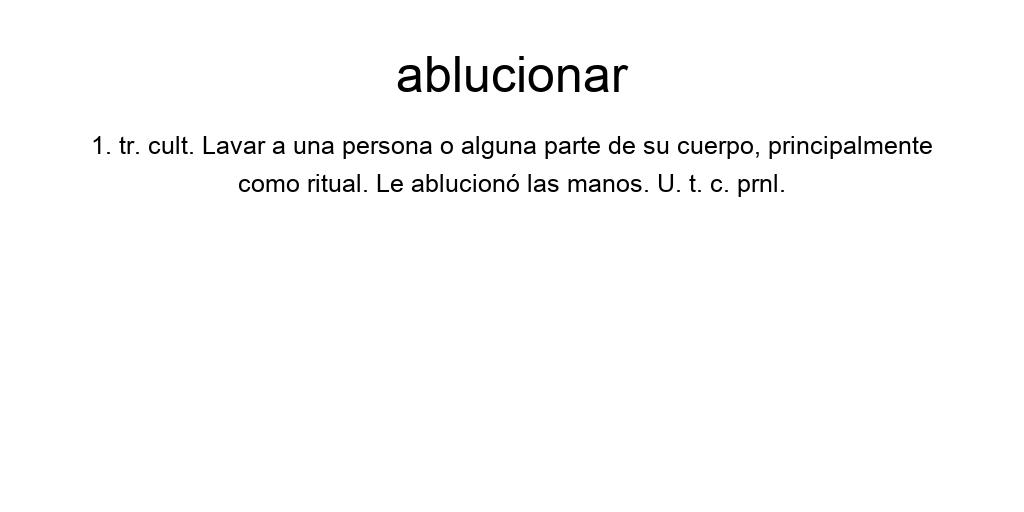 ablucionar
1. tr. cult. Lavar a una persona o alguna parte de su cuerpo, principalmente
como ritual. Le ablucionó las manos. U. t. c. prnl.